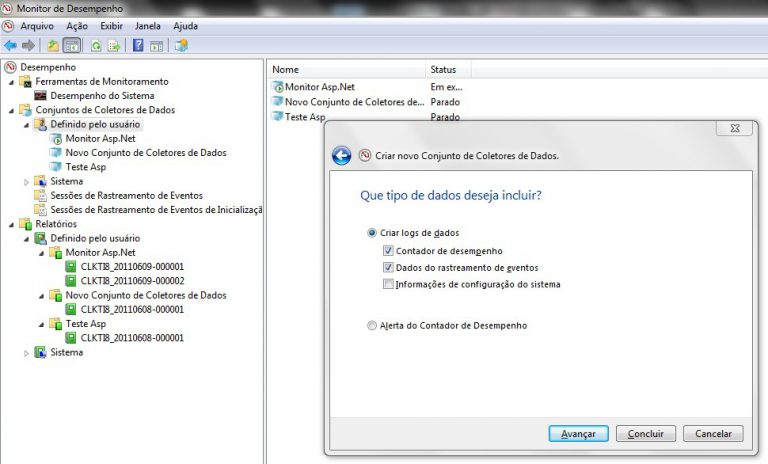 Monitor de Desempenho
Arquivo Ação Exibir Janela Ajuda
Desempenho
Ferramentas de Monitoramento
Desempenho do Sistema
Conjuntos de Coletores de Dados
Definido pelo usuário
Monitor Asp.Net
Novo Conjunto de Coletores de Dados
Teste Asp
Sistema
Sessões de Rastreamento de Eventos
Sessões de Rastreamento de Eventos de Inicializaçã
Relatórios
Definido pelo usuário
Monitor Asp.Net
CLKTI8_20110609-000001
CLKTI8_20110609-000002
Novo Conjunto de Coletores de Dados
CLKTI8_20110608-000001
Teste Asp
CLKTI8_20110608-000001
Sistema
Nome Status
Monitor Asp.Net Em ex...
Novo Conjunto de Coletores de... Parado
Teste Asp Parado
Criar novo Conjunto de Coletores de Dados.
Que tipo de dados deseja incluir?
Criar logs de dados
Contador de desempenho
Dados do rastreamento de eventos
Informações de configuração do sistema
Alerta do Contador de Desempenho
Avançar Concluir Cancelar